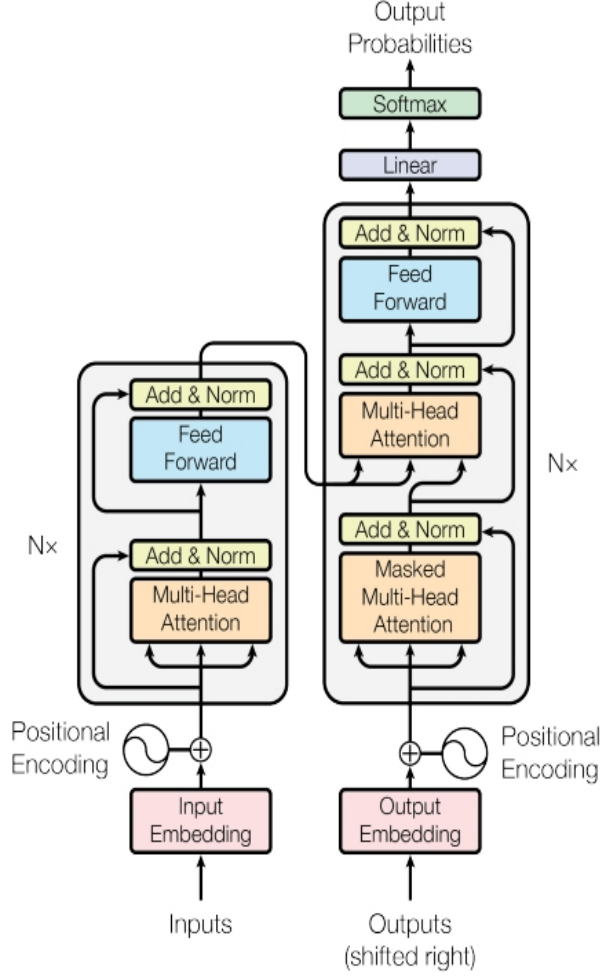 Output
Probabilities
Softmax
Linear
Add & Norm
Feed
Forward
Add & Norm
Multi-Head
Attention
Add & Norm
Masked
Multi-Head
Attention
N×
Add & Norm
Feed
Forward
Add & Norm
Multi-Head
Attention
N×
Positional
Encoding
Positional
Encoding
Input
Embedding
Output
Embedding
Inputs
Outputs
(shifted right)